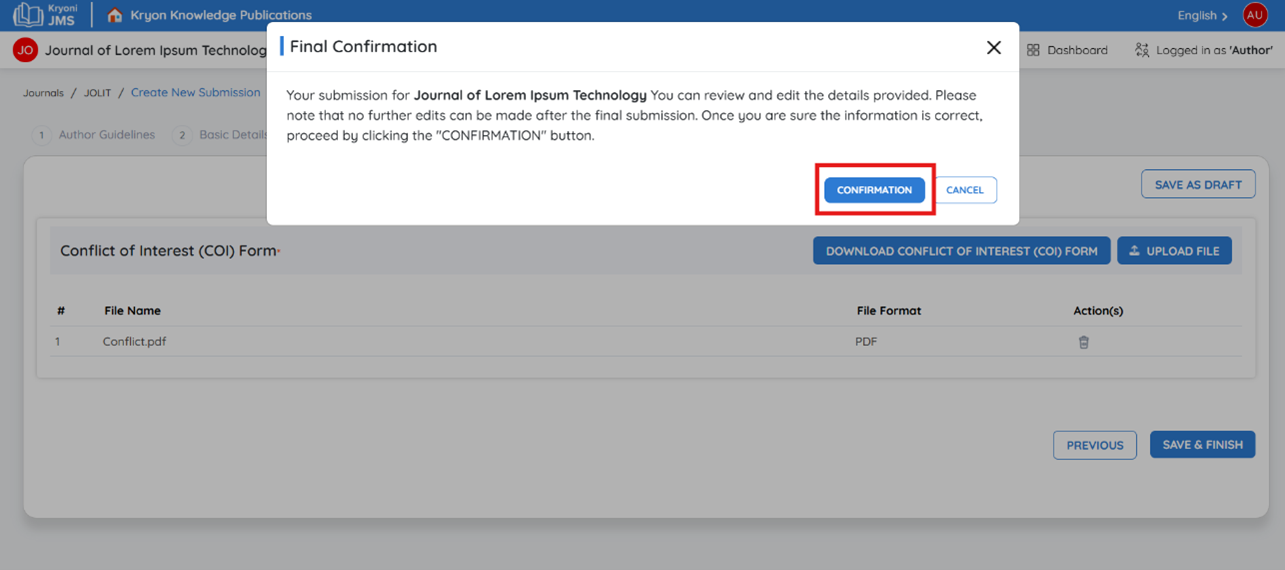 Kryoni
JMS
Kryon Knowledge Publications
English >
AU
JO
Journal of Lorem Ipsum Technolog
Dashboard
Logged in as 'Author'
Journals / JOLIT / Create New Submission
1 Author Guidelines
2 Basic Details
Final Confirmation
Your submission for Journal of Lorem Ipsum Technology You can review and edit the details provided. Please
note that no further edits can be made after the final submission. Once you are sure the information is correct,
proceed by clicking the "CONFIRMATION" button.
CONFIRMATION
CANCEL
SAVE AS DRAFT
Conflict of Interest (COI) Form*
DOWNLOAD CONFLICT OF INTEREST (COI) FORM
UPLOAD FILE
# File Name File Format Action(s)
1 Conflict.pdf PDF
PREVIOUS
SAVE & FINISH